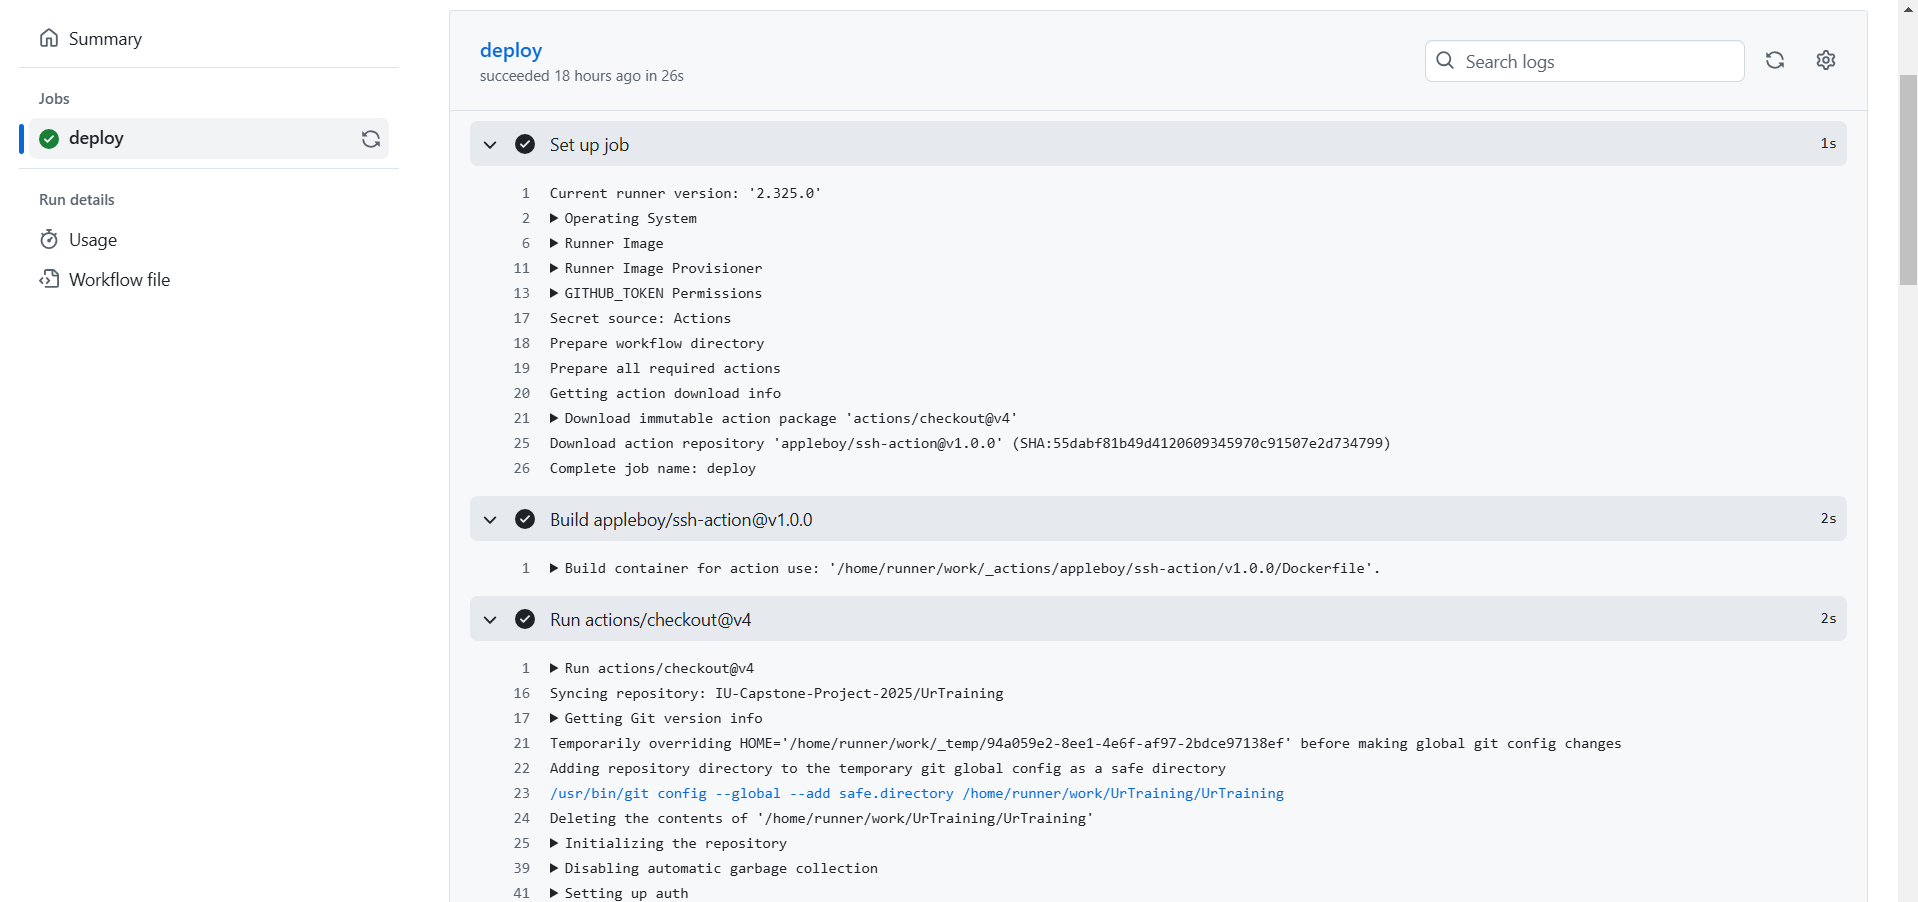 Summary
Jobs
deploy
Run details
Usage
Workflow file
deploy
succeeded 18 hours ago in 26s
Search logs
Set up job 1s
1 Current runner version: '2.325.0'
2 Operating System
6 Runner Image
11 Runner Image Provisioner
13 GITHUB_TOKEN Permissions
17 Secret source: Actions
18 Prepare workflow directory
19 Prepare all required actions
20 Getting action download info
21 Download immutable action package 'actions/checkout@v4'
25 Download action repository 'appleboy/ssh-action@v1.0.0' (SHA:55dabf81b49d4120609345970c91507e2d734799)
26 Complete job name: deploy
Build appleboy/ssh-action@v1.0.0 2s
1 Build container for action use: '/home/runner/work/_actions/appleboy/ssh-action/v1.0.0/Dockerfile'.
Run actions/checkout@v4 2s
1 Run actions/checkout@v4
16 Syncing repository: IU-Capstone-Project-2025/UrTraining
17 Getting Git version info
21 Temporarily overriding HOME='/home/runner/work/_temp/94a059e2-8ee1-4e6f-af97-2bdce97138ef' before making global git config changes
22 Adding repository directory to the temporary git global config as a safe directory
23 /usr/bin/git config --global --add safe.directory /home/runner/work/UrTraining/UrTraining
24 Deleting the contents of '/home/runner/work/UrTraining/UrTraining'
25 Initializing the repository
39 Disabling automatic garbage collection
41 Setting up auth